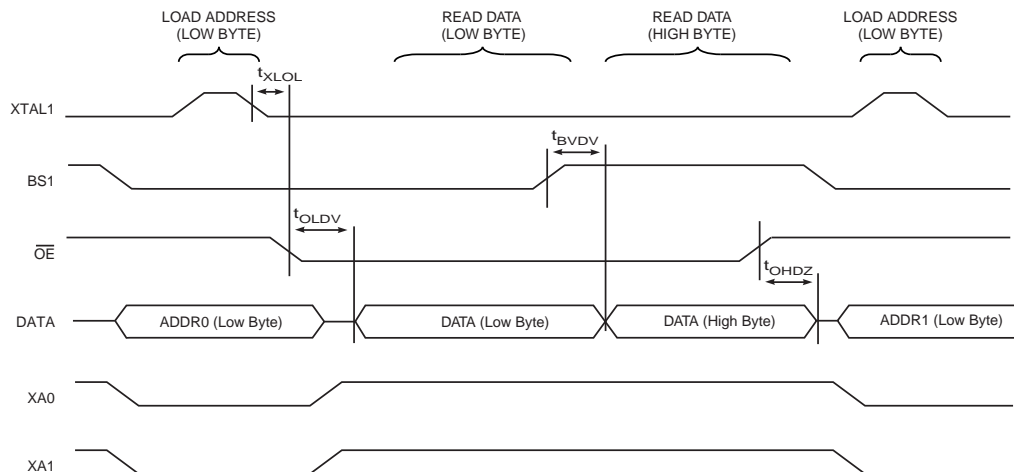 LOAD ADDRESS
(LOW BYTE)
READ DATA
(LOW BYTE)
READ DATA
(HIGH BYTE)
LOAD ADDRESS
(LOW BYTE)
tXLOL
XTAL1
tBVDV
BS1
tOLDV
OE
tOHDZ
DATA
ADDR0 (Low Byte)
DATA (Low Byte)
DATA (High Byte)
ADDR1 (Low Byte)
XA0
XA1